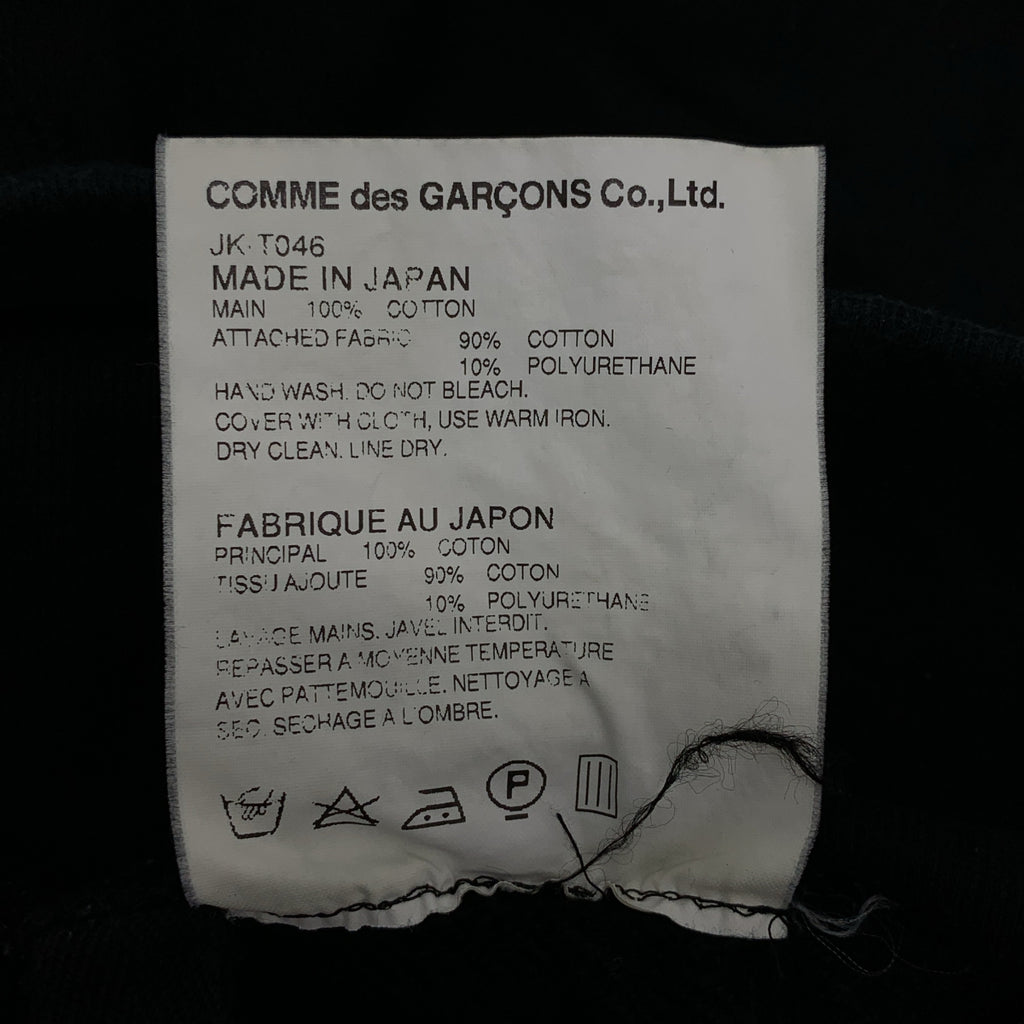 COMME des GARÇONS Co.,Ltd.
JK-T046
MADE IN JAPAN
MAIN 100% COTTON
ATTACHED FABRIC 90% COTTON
10% POLYURETHANE
HAND WASH. DO NOT BLEACH.
COVER WITH CLOTH, USE WARM IRON.
DRY CLEAN. LINE DRY.
FABRIQUE AU JAPON
PRINCIPAL 100% COTON
TISSU AJOUTE 90% COTON
10% POLYURETHANE
LAVAGE MAINS. JAVEL INTERDIT.
REPASSER A MOYENNE TEMPERATURE
AVEC PATTEMOUILLE. NETTOYAGE A
SEC. SECHAGE A L'OMBRE.
P